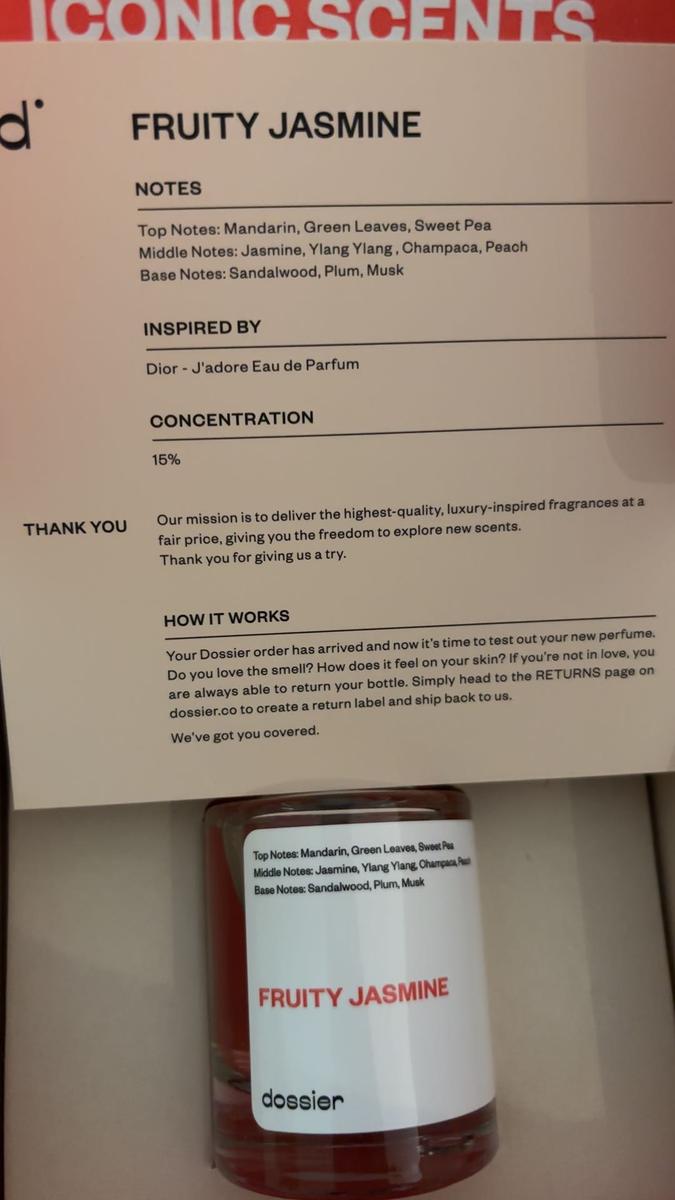 ICONIC SCENTS.
d•
FRUITY JASMINE
NOTES
Top Notes: Mandarin, Green Leaves, Sweet Pea
Middle Notes: Jasmine, Ylang Ylang, Champaca, Peach
Base Notes: Sandalwood, Plum, Musk
INSPIRED BY
Dior - J'adore Eau de Parfum
CONCENTRATION
15%
THANK YOU
Our mission is to deliver the highest-quality, luxury-inspired fragrances at a
fair price, giving you the freedom to explore new scents.
Thank you for giving us a try.
HOW IT WORKS
Your Dossier order has arrived and now it's time to test out your new perfume.
Do you love the smell? How does it feel on your skin? If you're not in love, you
are always able to return your bottle. Simply head to the RETURNS page on
dossier.co to create a return label and ship back to us.
We've got you covered.
Top Notes: Mandarin, Green Leaves, Sweet Pea
Middle Notes: Jasmine, Ylang Ylang, Champaca, Peach
Base Notes: Sandalwood, Plum, Musk
FRUITY JASMINE
dossier